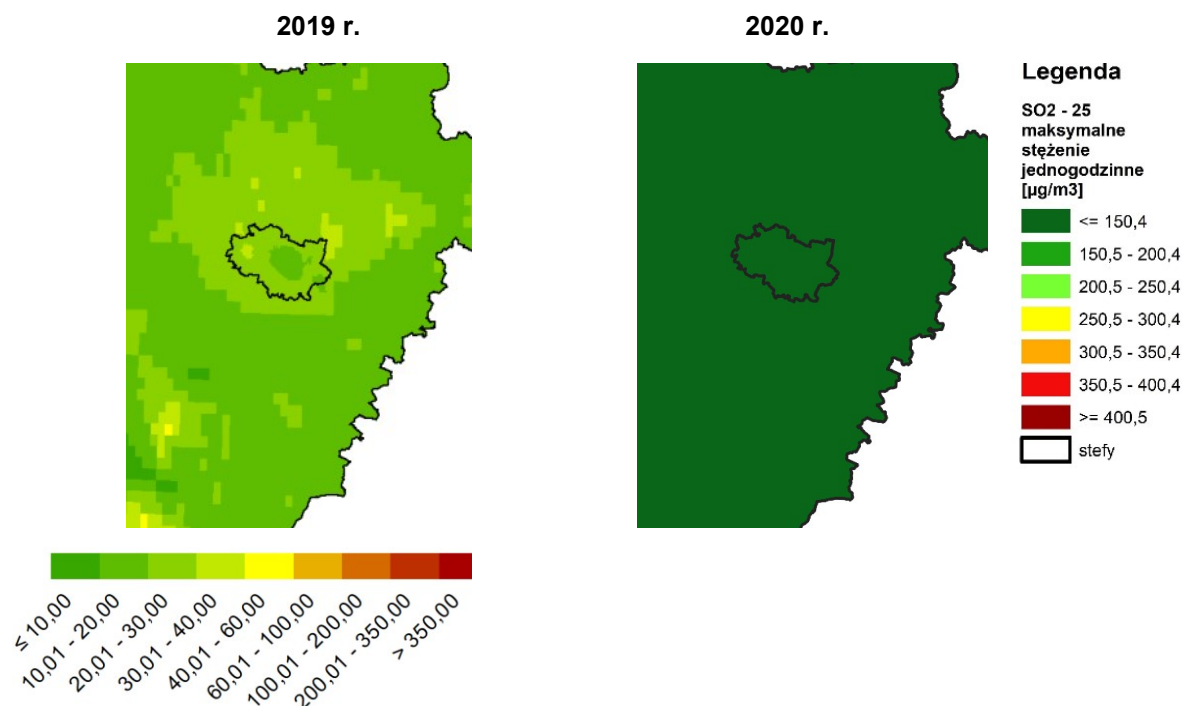 2019 r.
2020 r.
Legenda
SO2 - 25
maksymalne
stężenie
jednogodzinne
[µg/m3]
<= 150,4
150,5 - 200,4
200,5 - 250,4
250,5 - 300,4
300,5 - 350,4
350,5 - 400,4
>= 400,5
stefy
≤ 10,00
10,01 - 20,00
20,01 - 30,00
30,01 - 40,00
40,01 - 60,00
60,01 - 100,00
100,01 - 200,00
200,01 - 350,00
> 350,00